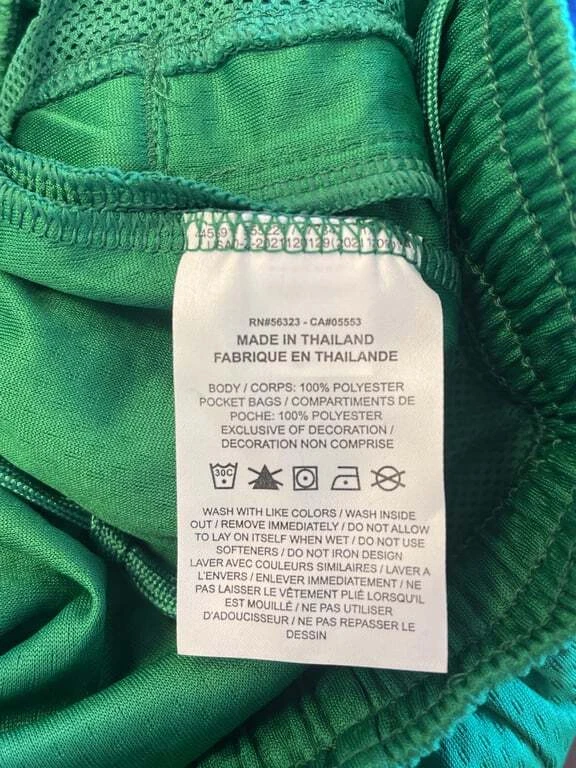 RN#56323 - CA#05553
MADE IN THAILAND
FABRIQUE EN THAILANDE
BODY / CORPS: 100% POLYESTER
POCKET BAGS / COMPARTIMENTS DE
POCHE: 100% POLYESTER
EXCLUSIVE OF DECORATION /
DECORATION NON COMPRISE
30C
WASH WITH LIKE COLORS / WASH INSIDE
OUT / REMOVE IMMEDIATELY / DO NOT ALLOW
TO LAY ON ITSELF WHEN WET / DO NOT USE
SOFTENERS / DO NOT IRON DESIGN
LAVER AVEC COULEURS SIMILAIRES / LAVER A
L'ENVERS / ENLEVER IMMEDIATEMENT / NE
PAS LAISSER LE VÊTEMENT PLIÉ LORSQU'IL
EST MOUILLÉ / NE PAS UTILISER
D'ADOUCISSEUR / NE PAS REPASSER LE
DESSIN